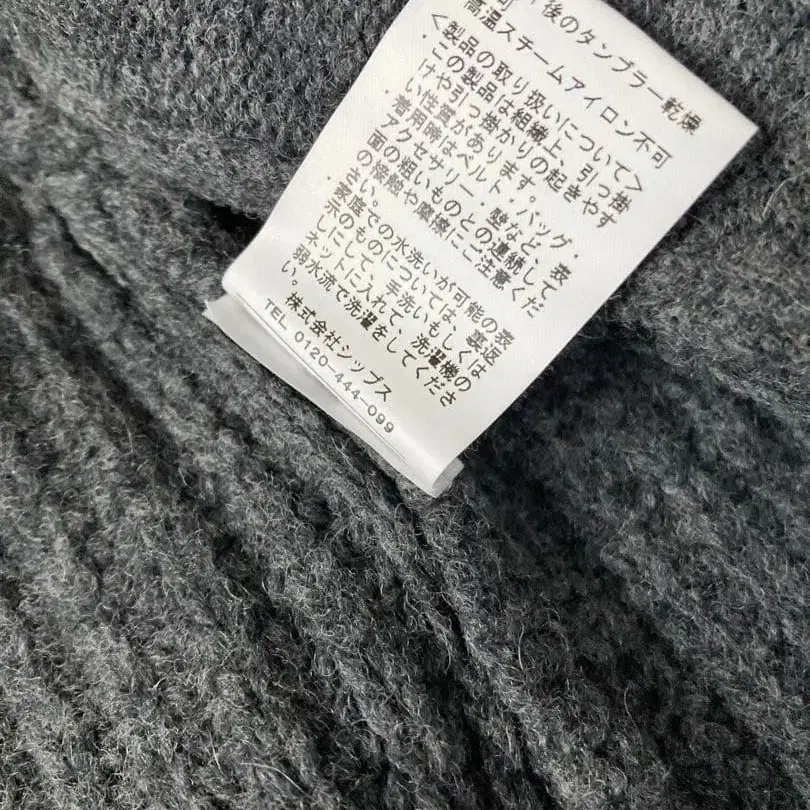 後のタンブラー乾燥
高温スチームアイロン不可
<製品の取り扱いについて>
この製品は組織上、引っ掛
けや引っ掛かりの起きやす
い性質があります。
着用時はベルト・バッグ・
アクセサリー・壁など、表
面の粗いものとの連続して
の接触や摩擦にご注意くだ
さい。
家庭での水洗いが可能の表
示のものについては、裏返
しにして、手洗いもしくは
ネットに入れて、洗濯機の
弱水流で洗濯をしてくださ
い。
株式会社シップス
TEL 0120-444-099